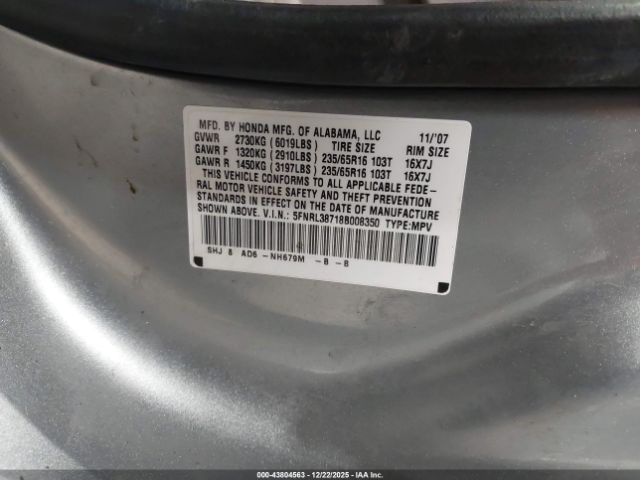 MFD. BY HONDA MFG. OF ALABAMA, LLC 11/'07
GVWR 2730KG (6019LBS) TIRE SIZE RIM SIZE
GAWR F 1320KG (2910LBS) 235/65R16 103T 16X7J
GAWR R 1450KG (3197LBS) 235/65R16 103T 16X7J
THIS VEHICLE CONFORMS TO ALL APPLICABLE FEDE-
RAL MOTOR VEHICLE SAFETY AND THEFT PREVENTION
STANDARDS IN EFFECT ON THE DATE OF MANUFACTURE
SHOWN ABOVE. V.I.N.: 5FNRL38718B008350 TYPE:MPV
SHJ 8 AD6 -NH679M -B -B
© IAA
#00 - 43804563 | 12/22/2025 - CHANCE I IAA